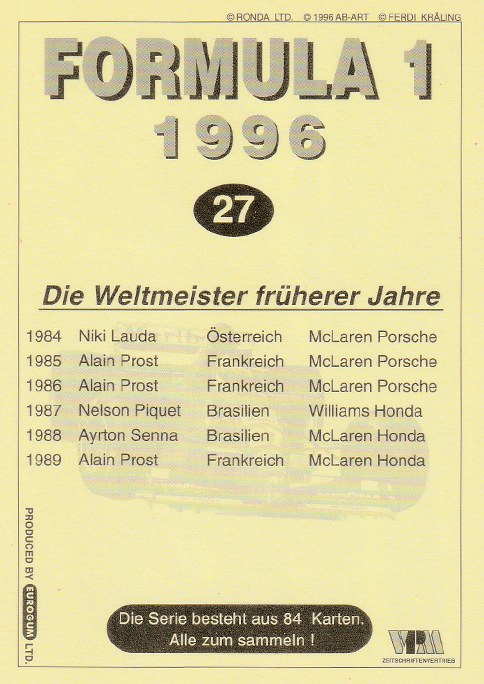 © RONDA LTD. © 1996 AB-ART © FERDI KRÄLING
FORMULA 1
1996
27
Die Weltmeister früherer Jahre
1984 Niki Lauda Österreich McLaren Porsche
1985 Alain Prost Frankreich McLaren Porsche
1986 Alain Prost Frankreich McLaren Porsche
1987 Nelson Piquet Brasilien Williams Honda
1988 Ayrton Senna Brasilien McLaren Honda
1989 Alain Prost Frankreich McLaren Honda
PRODUCED BY EUROGUM LTD.
Die Serie besteht aus 84 Karten.
Alle zum sammeln !
VPM
ZEITSCHRIFTENVERTRIEB